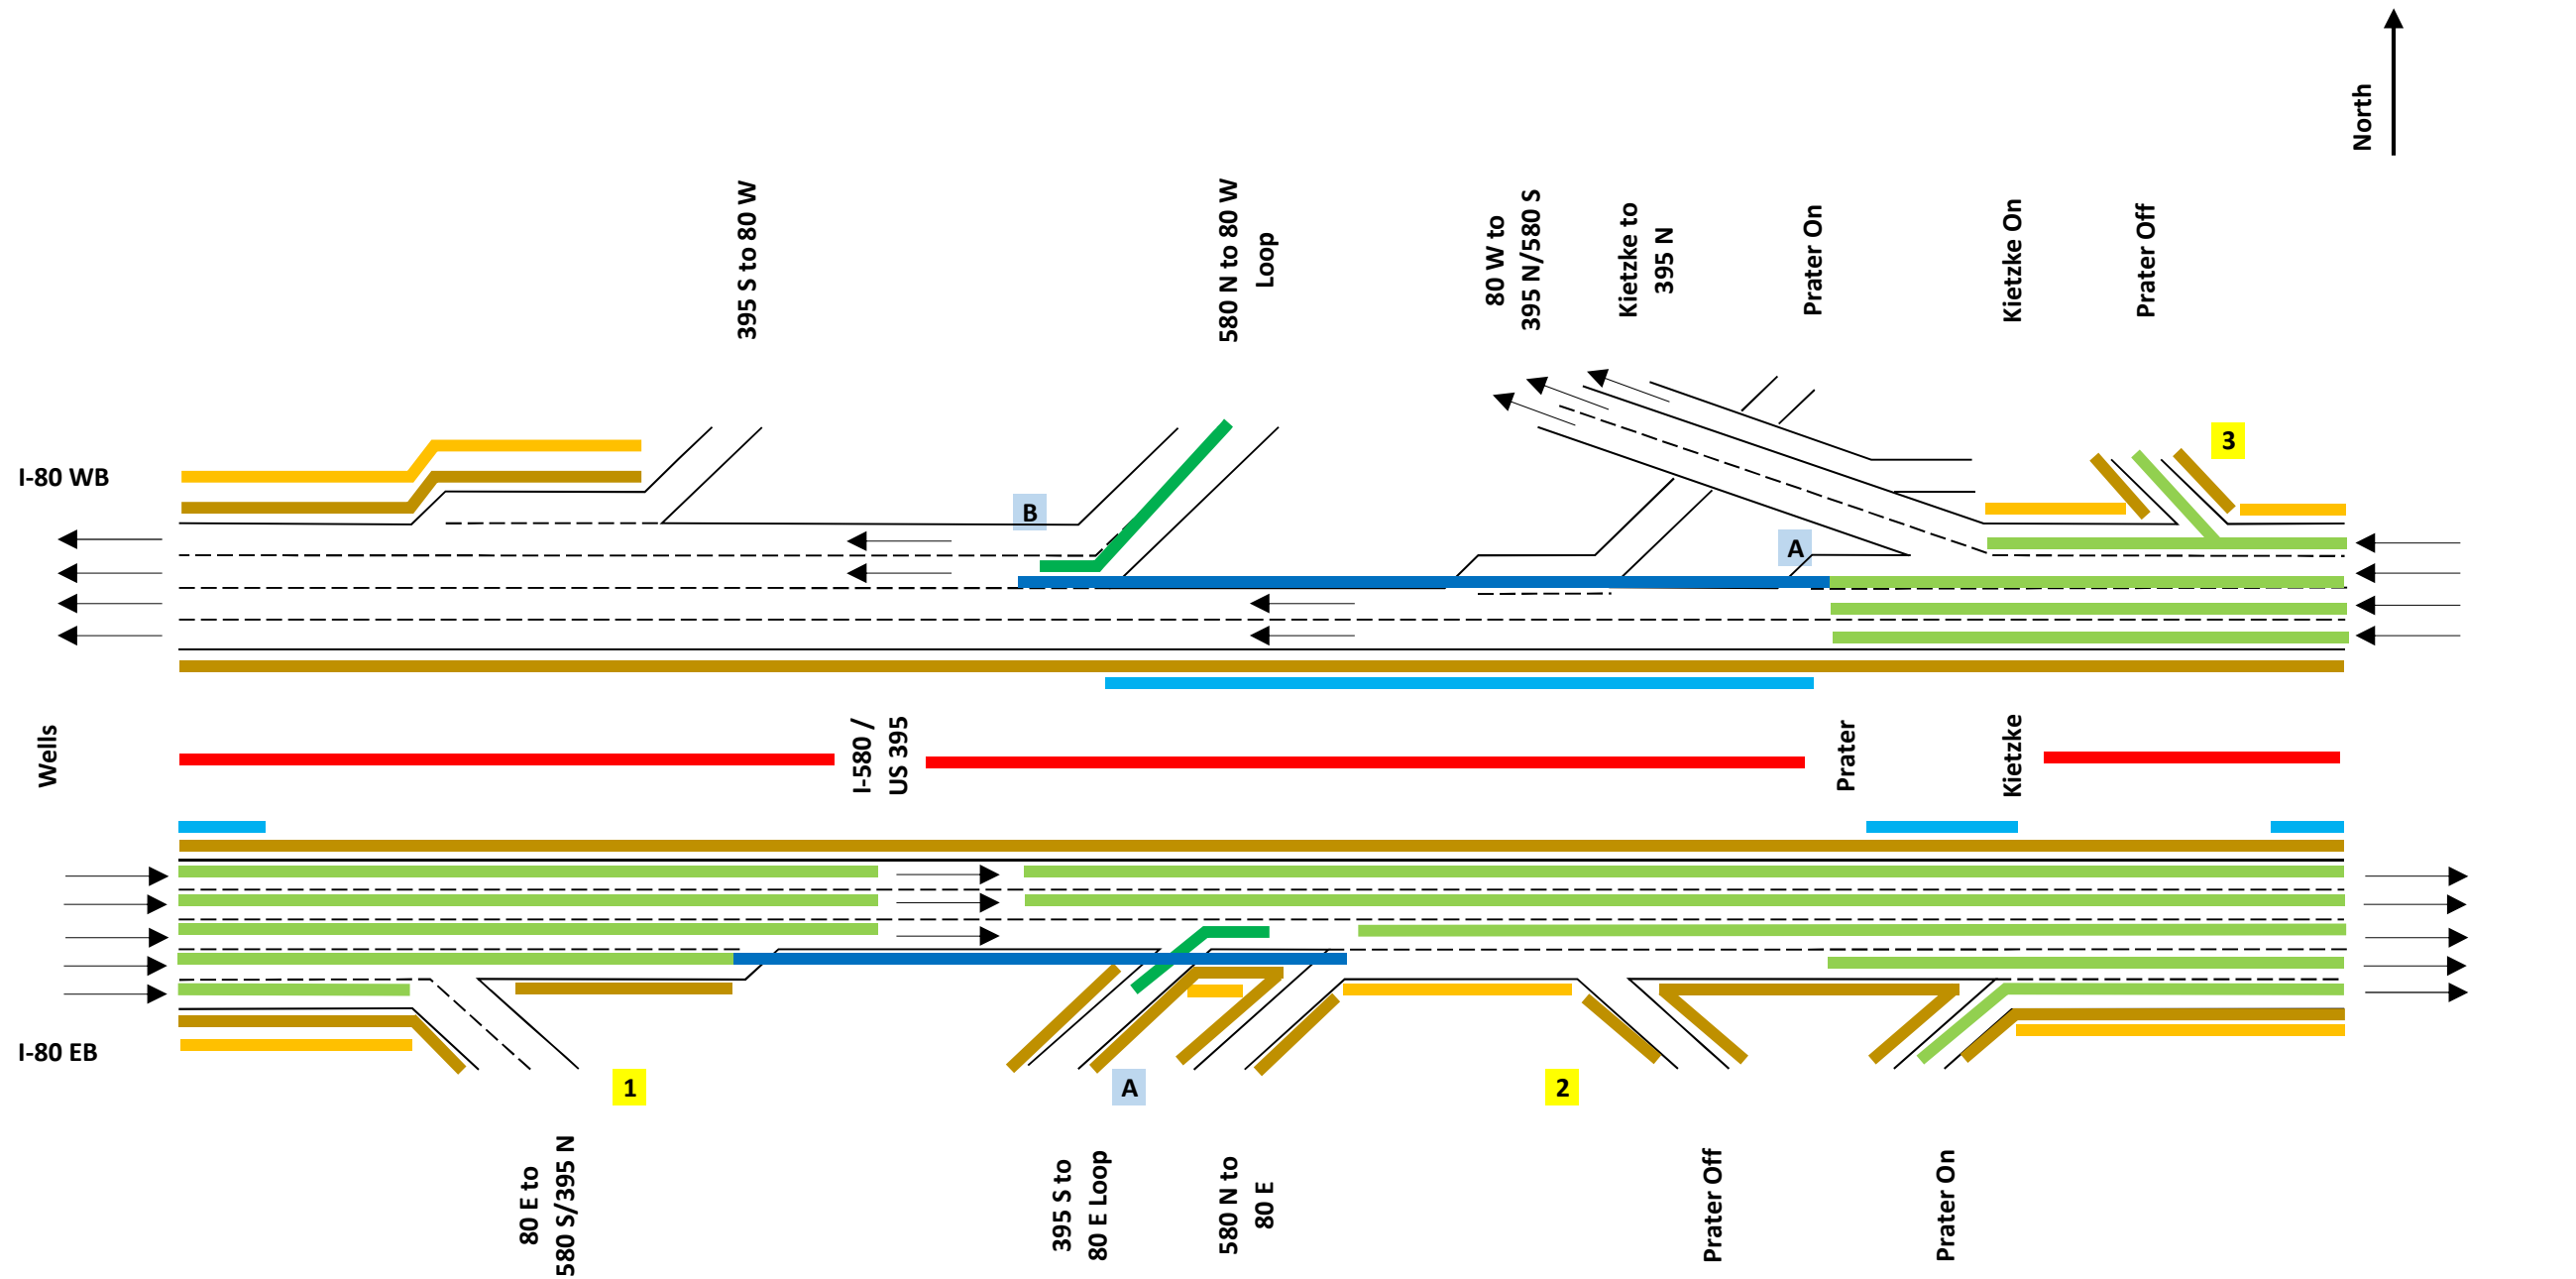 North
395 S to 80 W
580 N to 80 W
Loop
80 W to
395 N/580 S
Kietzke to
395 N
Prater On
Kietzke On
Prater Off
3
I-80 WB
B
A
Wells
I-580 /
US 395
Prater
Kietzke
I-80 EB
1
A
2
80 E to
580 S/395 N
395 S to
80 E Loop
580 N to
80 E
Prater Off
Prater On